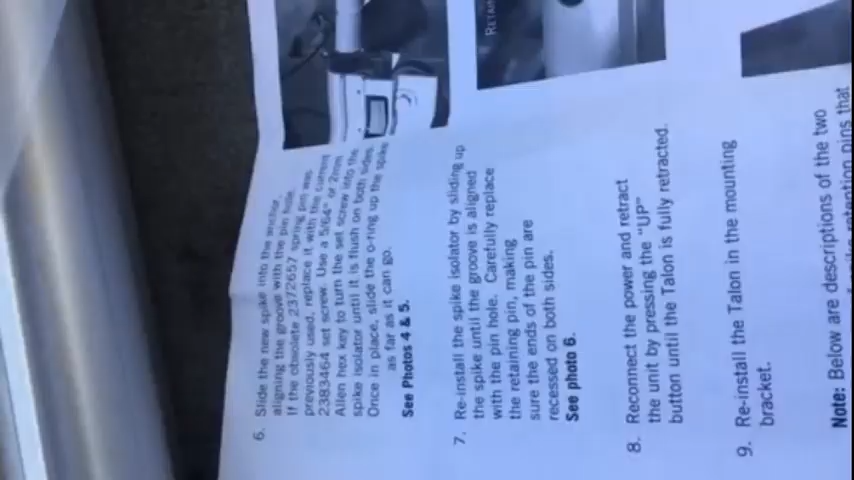 6. Slide the new spike into the anchor,
aligning the groove with the pin hole.
If the obsolete 2372657 spring pin was
previously used, replace it with the current
2383464 set screw. Use a 5/64" or 2mm
Allen hex key to turn the set screw into the
spike isolator until it is flush on both sides.
Once in place, slide the o-ring up the spike
as far as it can go.
See Photos 4 & 5.
7. Re-install the spike isolator by sliding up
the spike until the groove is aligned
with the pin hole. Carefully replace
the retaining pin, making
sure the ends of the pin are
recessed on both sides.
See photo 6.
8. Reconnect the power and retract
the unit by pressing the "UP"
button until the Talon is fully retracted.
9. Re-install the Talon in the mounting
bracket.
Note: Below are descriptions of the two
retention pins that